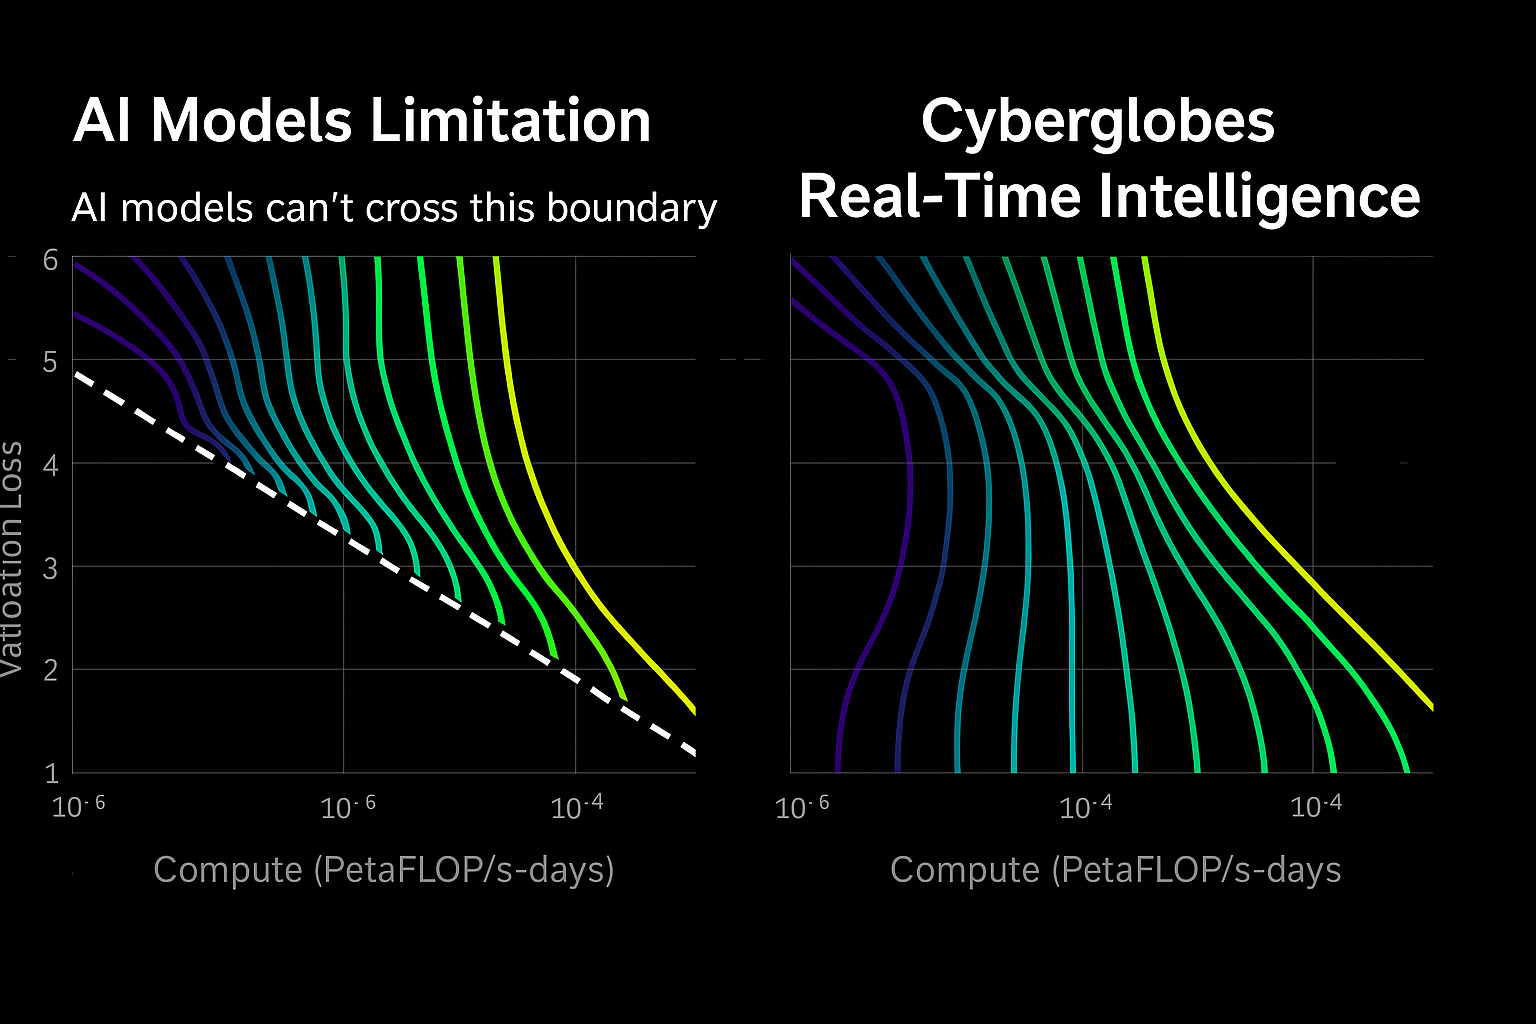 AI Models Limitation
AI models can't cross this boundary
Cyberglobes
Real-Time Intelligence
6
5
4
3
2
1
Vatloation Loss
10⁻⁶
10⁻⁶
10⁻⁴
Compute (PetaFLOP/s-days)
10⁻⁶
10⁻⁴
10⁻⁴
Compute (PetaFLOP/s-days